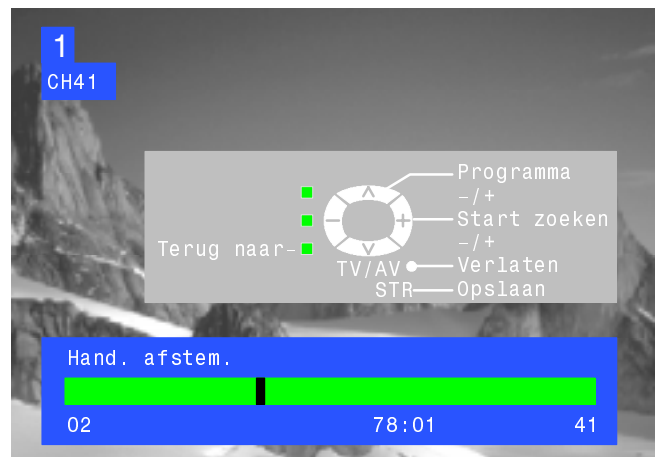 1
CH41
Programma
-/+
Start zoeken
-/+
Terug naar-
TV/AV Verlaten
STR Opslaan
Hand. afstem.
02 78:01 41